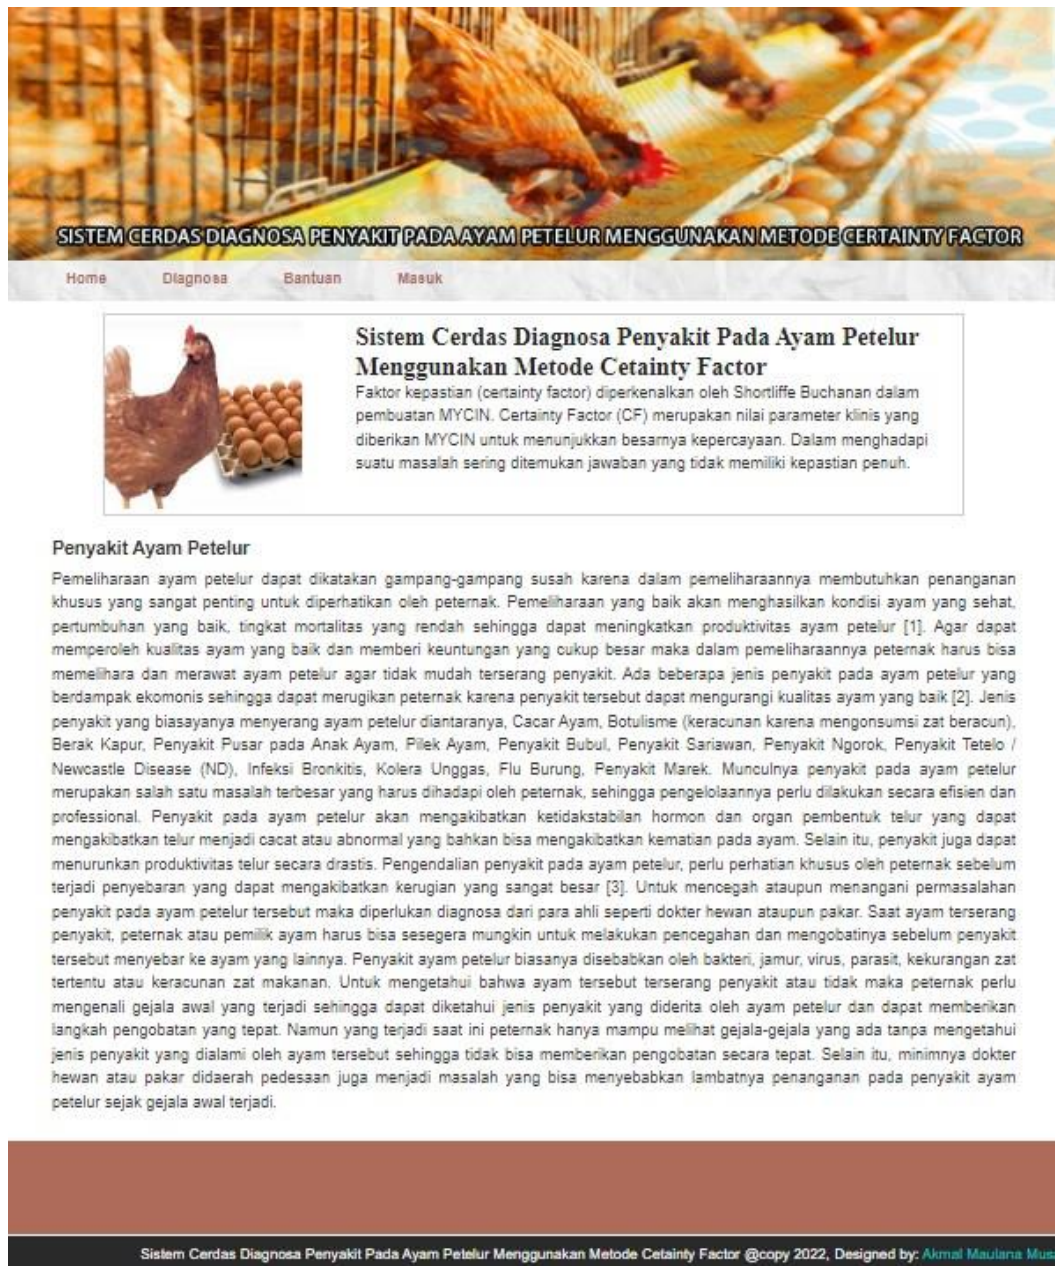 SISTEM CERDAS DIAGNOSA PENYAKIT PADA AYAM PETELUR MENGGUNAKAN METODE CERTAINTY FACTOR
Home Diagnosa Bantuan Masuk
Sistem Cerdas Diagnosa Penyakit Pada Ayam Petelur
Menggunakan Metode Cetainty Factor
Faktor kepastian (certainty factor) diperkenalkan oleh Shortliffe Buchanan dalam
pembuatan MYCIN. Certainty Factor (CF) merupakan nilai parameter klinis yang
diberikan MYCIN untuk menunjukkan besarnya kepercayaan. Dalam menghadapi
suatu masalah sering ditemukan jawaban yang tidak memiliki kepastian penuh.
Penyakit Ayam Petelur
Pemeliharaan ayam petelur dapat dikatakan gampang-gampang susah karena dalam pemeliharaannya membutuhkan penanganan
khusus yang sangat penting untuk diperhatikan oleh peternak. Pemeliharaan yang baik akan menghasilkan kondisi ayam yang sehat,
pertumbuhan yang baik, tingkat mortalitas yang rendah sehingga dapat meningkatkan produktivitas ayam petelur [1]. Agar dapat
memperoleh kualitas ayam yang baik dan memberi keuntungan yang cukup besar maka dalam pemeliharaannya peternak harus bisa
memelihara dan merawat ayam petelur agar tidak mudah terserang penyakit. Ada beberapa jenis penyakit pada ayam petelur yang
berdampak ekomonis sehingga dapat merugikan peternak karena penyakit tersebut dapat mengurangi kualitas ayam yang baik [2]. Jenis
penyakit yang biasayanya menyerang ayam petelur diantaranya, Cacar Ayam, Botulisme (keracunan karena mengonsumsi zat beracun),
Berak Kapur, Penyakit Pusar pada Anak Ayam, Pilek Ayam, Penyakit Bubul, Penyakit Sariawan, Penyakit Ngorok, Penyakit Tetelo /
Newcastle Disease (ND), Infeksi Bronkitis, Kolera Unggas, Flu Burung, Penyakit Marek. Munculnya penyakit pada ayam petelur
merupakan salah satu masalah terbesar yang harus dihadapi oleh peternak, sehingga pengelolaannya perlu dilakukan secara efisien dan
professional. Penyakit pada ayam petelur akan mengakibatkan ketidakstabilan hormon dan organ pembentuk telur yang dapat
mengakibatkan telur menjadi cacat atau abnormal yang bahkan bisa mengakibatkan kematian pada ayam. Selain itu, penyakit juga dapat
menurunkan produktivitas telur secara drastis. Pengendalian penyakit pada ayam petelur, perlu perhatian khusus oleh peternak sebelum
terjadi penyebaran yang dapat mengakibatkan kerugian yang sangat besar [3]. Untuk mencegah ataupun menangani permasalahan
penyakit pada ayam petelur tersebut maka diperlukan diagnosa dari para ahli seperti dokter hewan ataupun pakar. Saat ayam terserang
penyakit, peternak atau pemilik ayam harus bisa sesegera mungkin untuk melakukan pencegahan dan mengobatinya sebelum penyakit
tersebut menyebar ke ayam yang lainnya. Penyakit ayam petelur biasanya disebabkan oleh bakteri, jamur, virus, parasit, kekurangan zat
tertentu atau keracunan zat makanan. Untuk mengetahui bahwa ayam tersebut terserang penyakit atau tidak maka peternak perlu
mengenali gejala awal yang terjadi sehingga dapat diketahui jenis penyakit yang diderita oleh ayam petelur dan dapat memberikan
langkah pengobatan yang tepat. Namun yang terjadi saat ini peternak hanya mampu melihat gejala-gejala yang ada tanpa mengetahui
jenis penyakit yang dialami oleh ayam tersebut sehingga tidak bisa memberikan pengobatan secara tepat. Selain itu, minimnya dokter
hewan atau pakar didaerah pedesaan juga menjadi masalah yang bisa menyebabkan lambatnya penanganan pada penyakit ayam
petelur sejak gejala awal terjadi.
Sistem Cerdas Diagnosa Penyakit Pada Ayam Petelur Menggunakan Metode Cetainty Factor @copy 2022, Designed by: Akmal Maulana